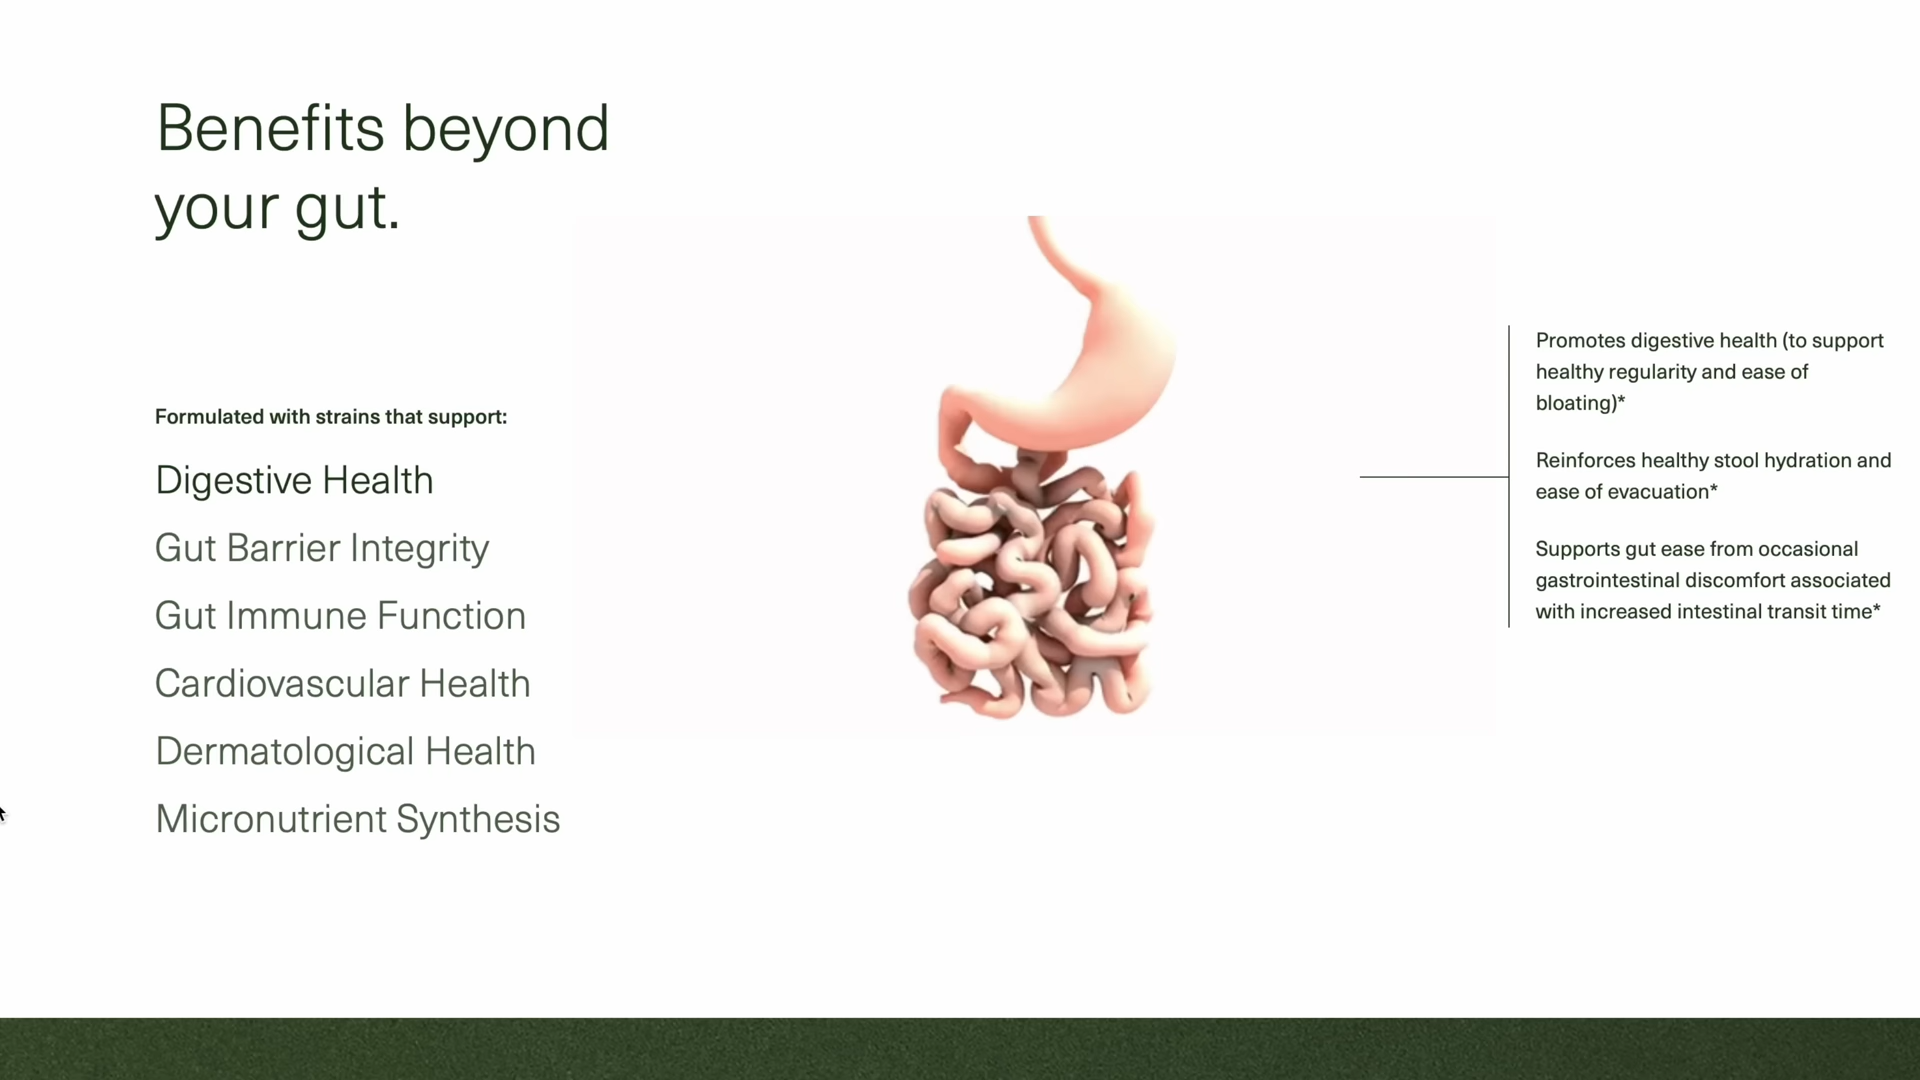 Benefits beyond
your gut.
Formulated with strains that support:
Digestive Health
Gut Barrier Integrity
Gut Immune Function
Cardiovascular Health
Dermatological Health
Micronutrient Synthesis
Promotes digestive health (to support
healthy regularity and ease of
bloating)*
Reinforces healthy stool hydration and
ease of evacuation*
Supports gut ease from occasional
gastrointestinal discomfort associated
with increased intestinal transit time*